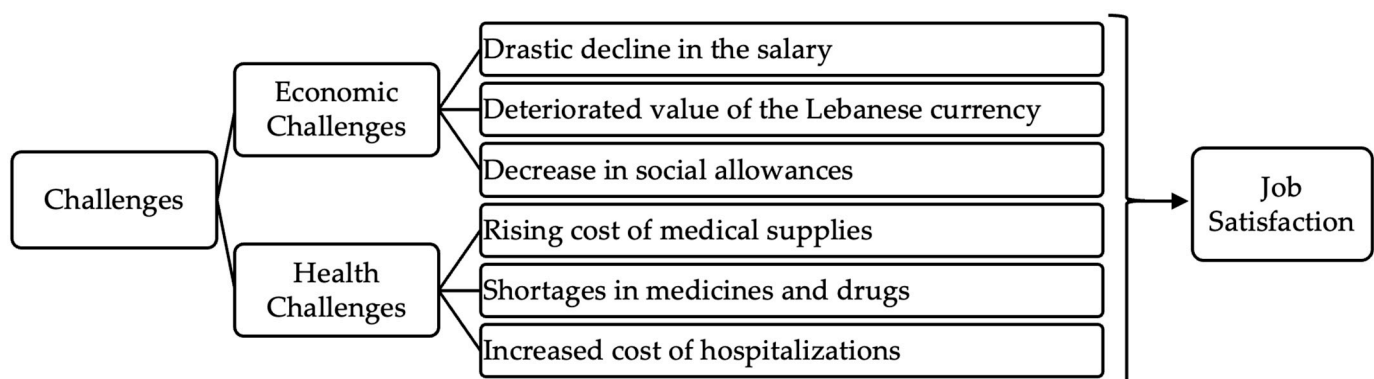 Challenges
Economic
Challenges
Health
Challenges
Drastic decline in the salary
Deteriorated value of the Lebanese currency
Decrease in social allowances
Rising cost of medical supplies
Shortages in medicines and drugs
Increased cost of hospitalizations
Job
Satisfaction